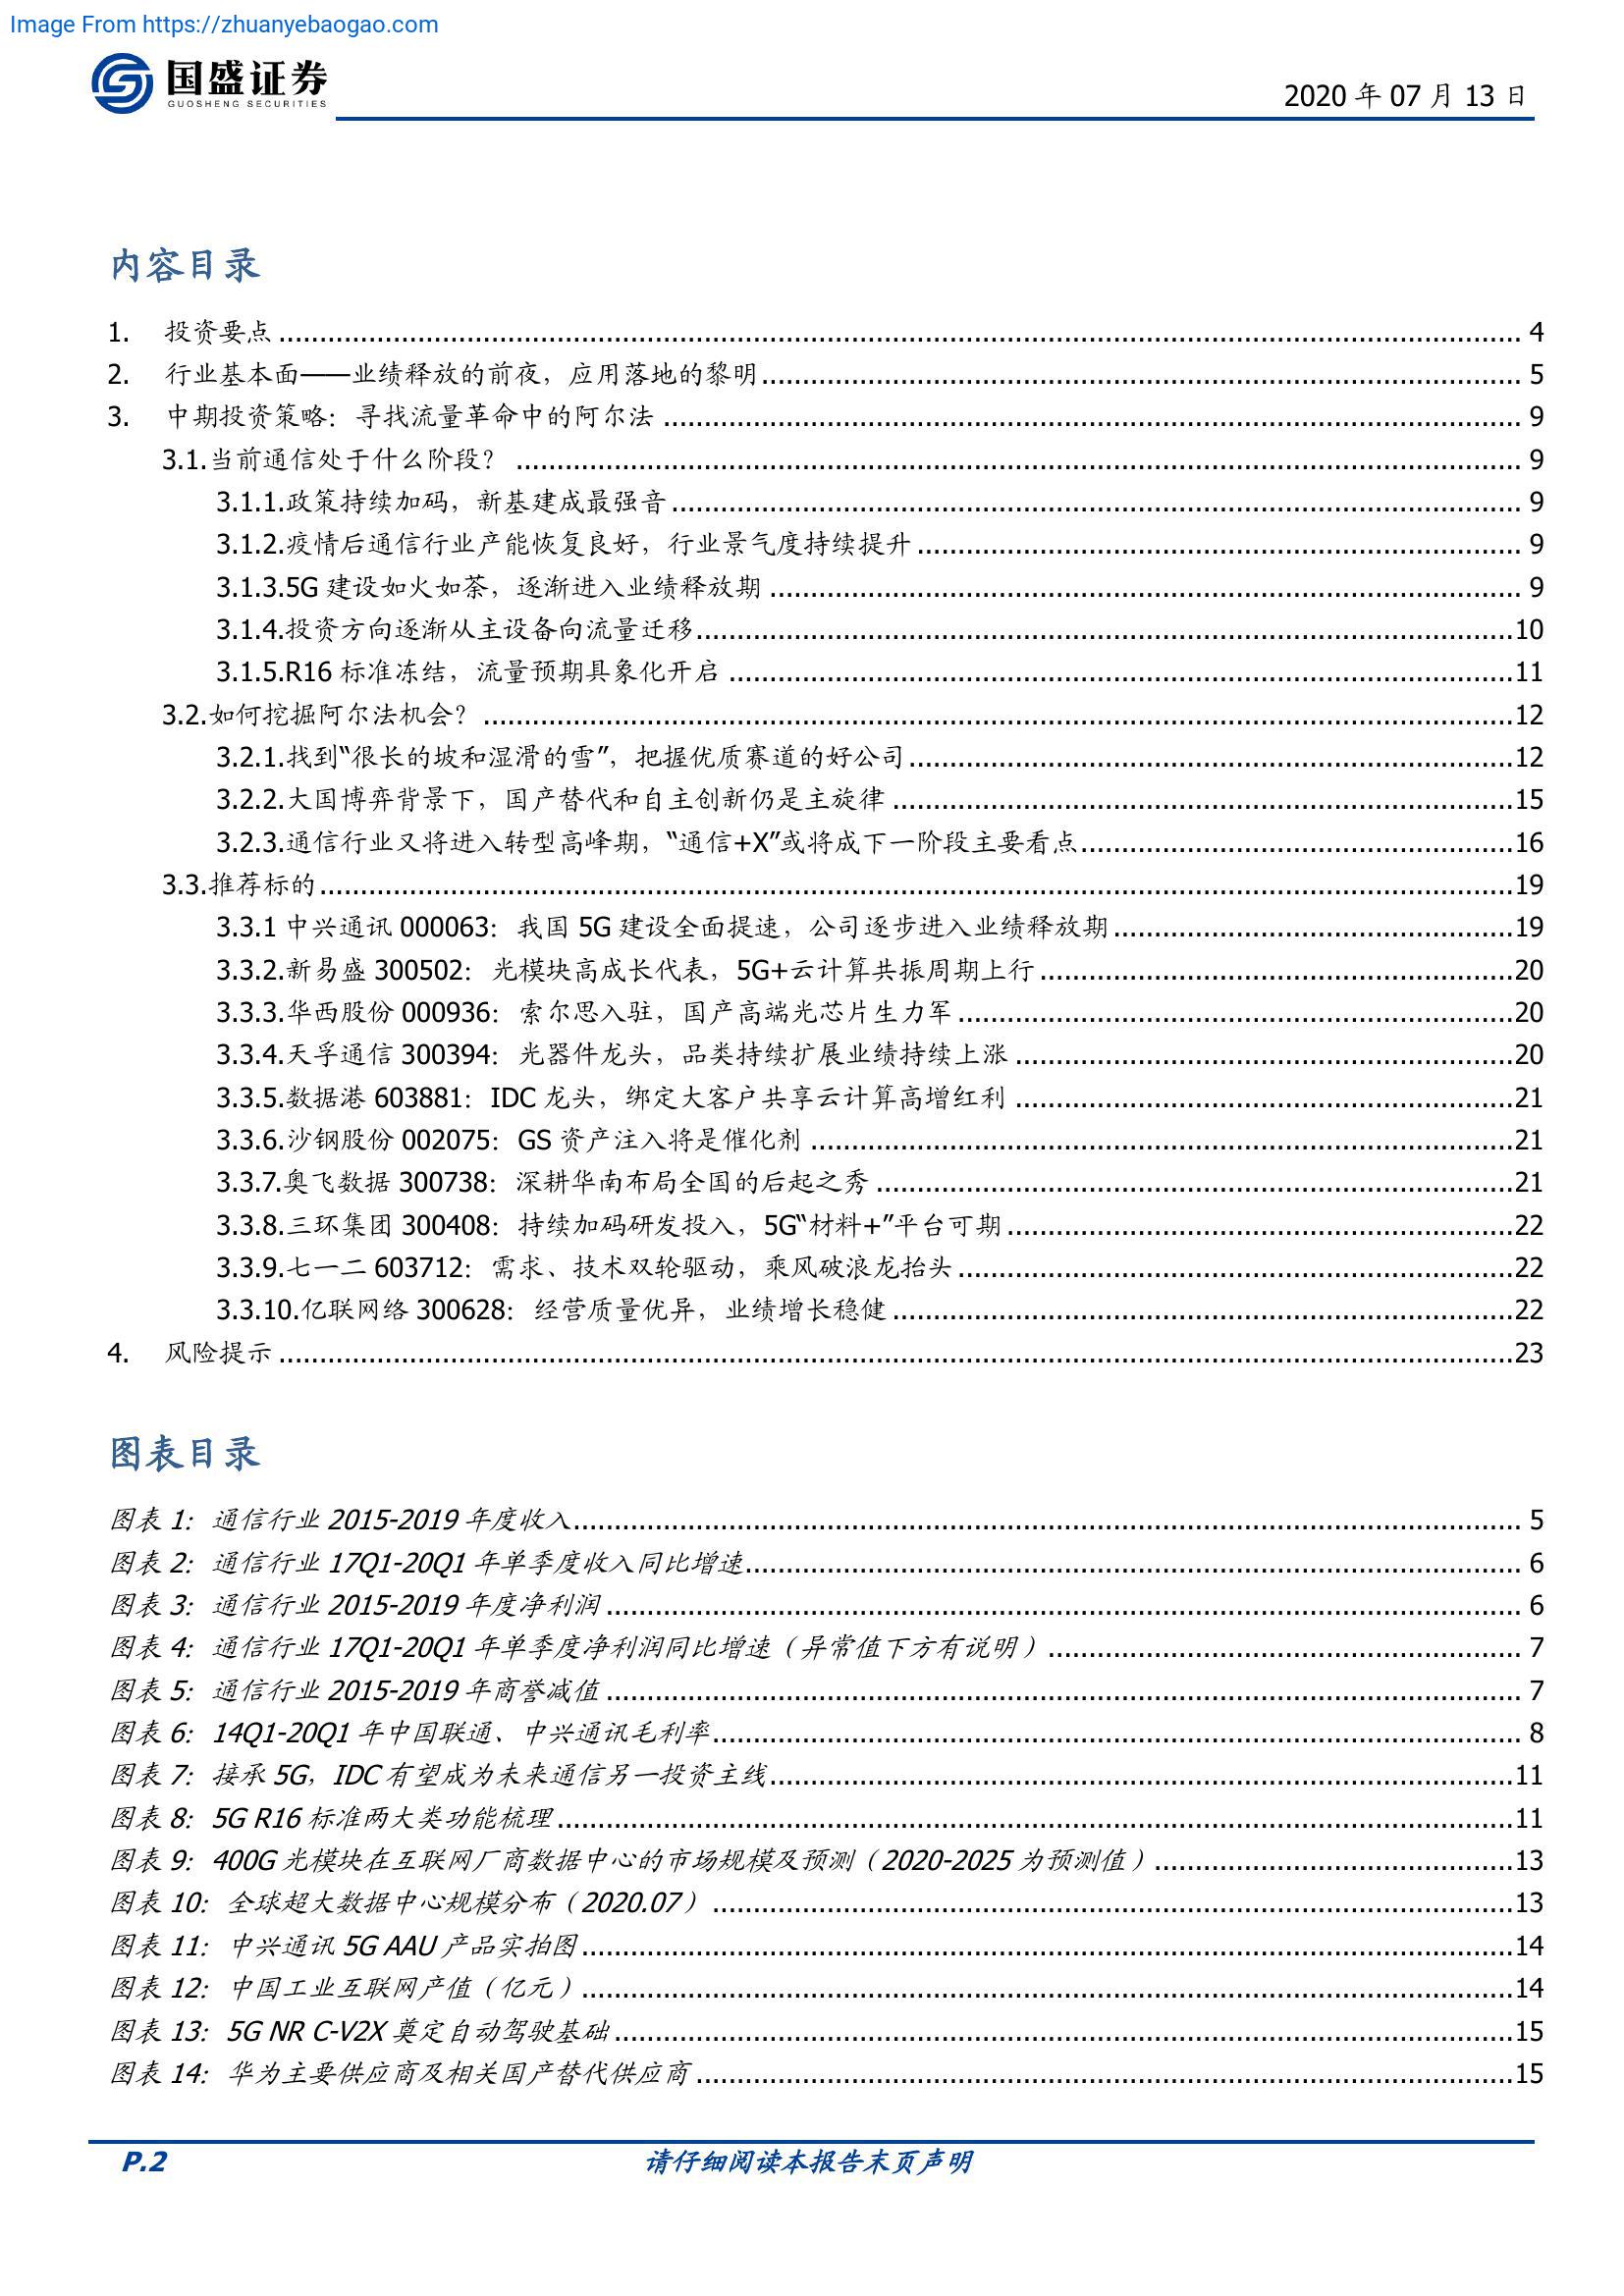 Image From https://zhuanyebaogao.com
国盛证券
GUOSHENG SECURITIES
2020 年 07 月 13 日
内容目录
1. 投资要点 4
2. 行业基本面——业绩释放的前夜，应用落地的黎明 5
3. 中期投资策略：寻找流量革命中的阿尔法 9
3.1.当前通信处于什么阶段？ 9
3.1.1.政策持续加码，新基建成最强音 9
3.1.2.疫情后通信行业产能恢复良好，行业景气度持续提升 9
3.1.3.5G 建设如火如荼，逐渐进入业绩释放期 9
3.1.4.投资方向逐渐从主设备向流量迁移 10
3.1.5.R16 标准冻结，流量预期具象化开启 11
3.2.如何挖掘阿尔法机会？ 12
3.2.1.找到“很长的坡和湿滑的雪”，把握优质赛道的好公司 12
3.2.2.大国博弈背景下，国产替代和自主创新仍是主旋律 15
3.2.3.通信行业又将进入转型高峰期，“通信+X”或将成下一阶段主要看点 16
3.3.推荐标的 19
3.3.1 中兴通讯 000063：我国 5G 建设全面提速，公司逐步进入业绩释放期 19
3.3.2.新易盛 300502：光模块高成长代表，5G+云计算共振周期上行 20
3.3.3.华西股份 000936：索尔思入驻，国产高端光芯片生力军 20
3.3.4.天孚通信 300394：光器件龙头，品类持续扩展业绩持续上涨 20
3.3.5.数据港 603881：IDC 龙头，绑定大客户共享云计算高增红利 21
3.3.6.沙钢股份 002075：GS 资产注入将是催化剂 21
3.3.7.奥飞数据 300738：深耕华南布局全国的后起之秀 21
3.3.8.三环集团 300408：持续加码研发投入，5G“材料+”平台可期 22
3.3.9.七一二 603712：需求、技术双轮驱动，乘风破浪龙抬头 22
3.3.10.亿联网络 300628：经营质量优异，业绩增长稳健 22
4. 风险提示 23
图表目录
图表 1：通信行业 2015-2019 年度收入 5
图表 2：通信行业 17Q1-20Q1 年单季度收入同比增速 6
图表 3：通信行业 2015-2019 年度净利润 6
图表 4：通信行业 17Q1-20Q1 年单季度净利润同比增速（异常值下方有说明） 7
图表 5：通信行业 2015-2019 年商誉减值 7
图表 6：14Q1-20Q1 年中国联通、中兴通讯毛利率 8
图表 7：接承 5G，IDC 有望成为未来通信另一投资主线 11
图表 8：5G R16 标准两大类功能梳理 11
图表 9：400G 光模块在互联网厂商数据中心的市场规模及预测（2020-2025 为预测值） 13
图表 10：全球超大数据中心规模分布（2020.07） 13
图表 11：中兴通讯 5G AAU 产品实拍图 14
图表 12：中国工业互联网产值（亿元） 14
图表 13：5G NR C-V2X 奠定自动驾驶基础 15
图表 14：华为主要供应商及相关国产替代供应商 15
P.2
请仔细阅读本报告末页声明